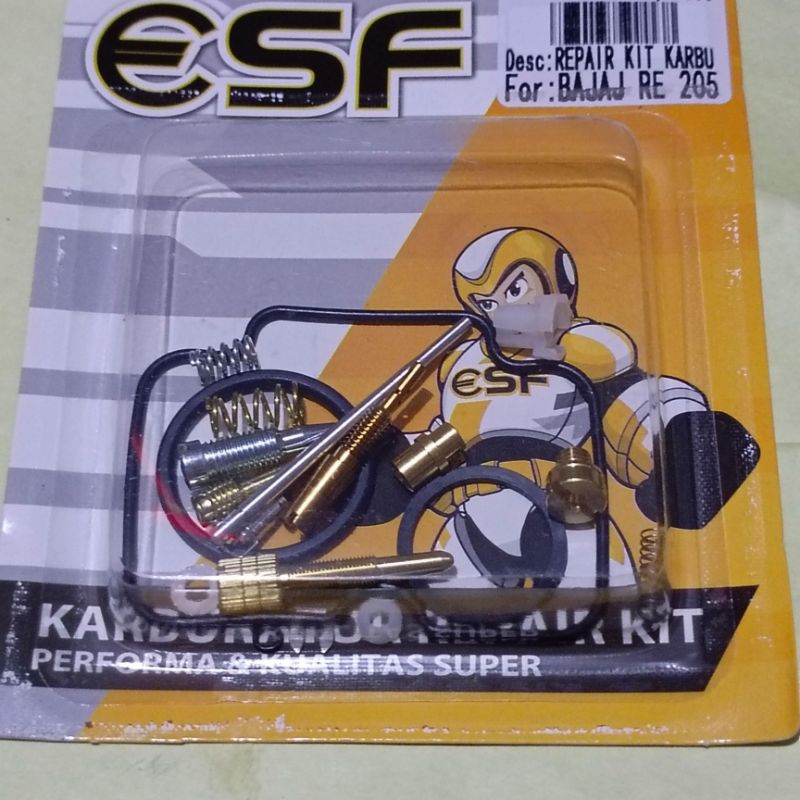 ESF
Desc:REPAIR KIT KARBU
For:BAJAJ RE 205
ESF
KARBURATOR REPAIR KIT
PERFORMA & KUALITAS SUPER